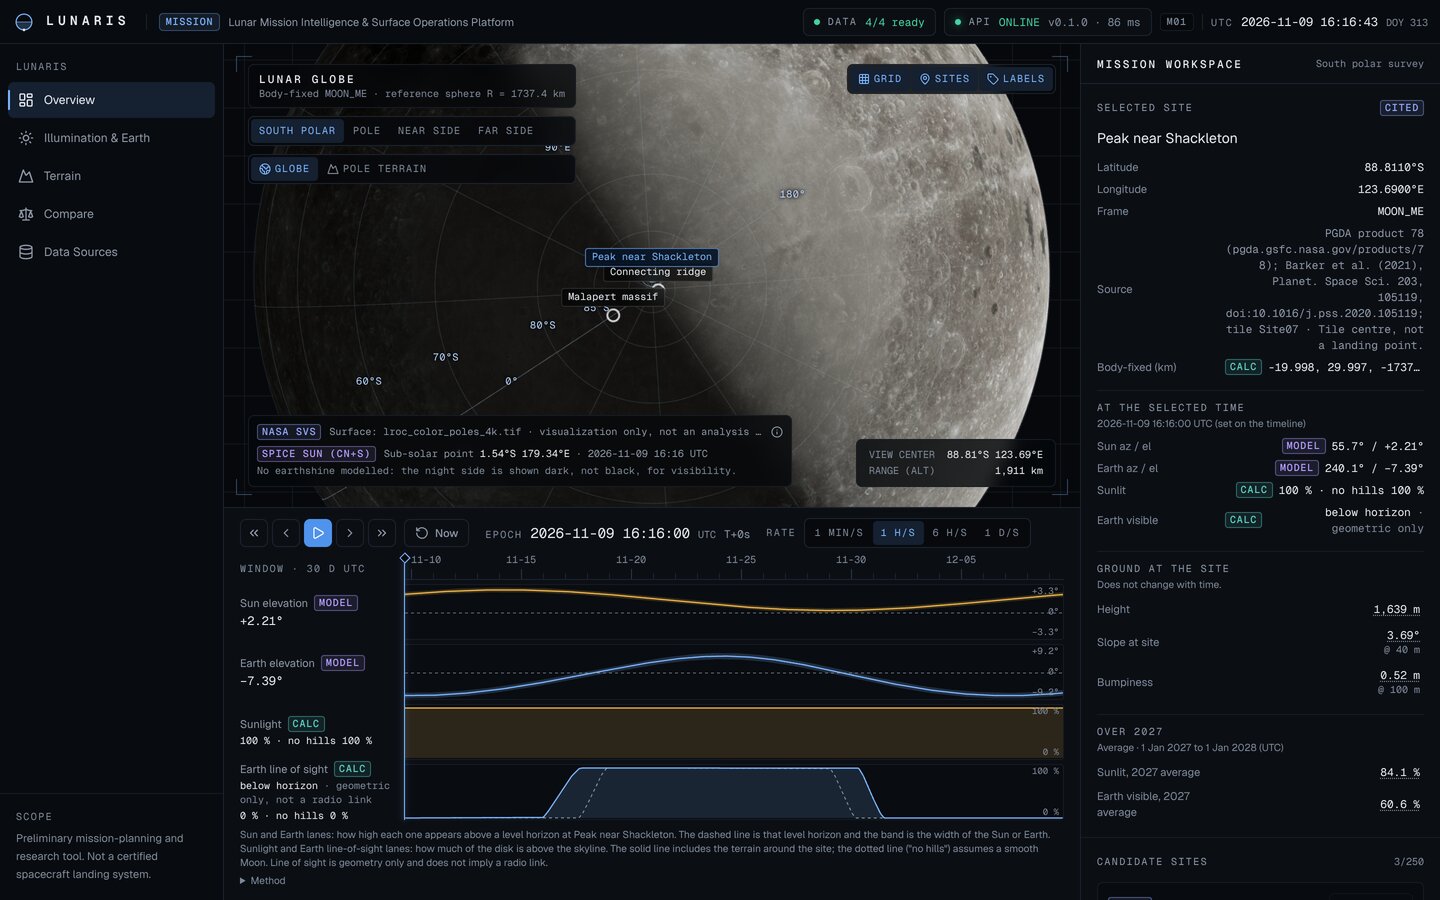 LUNARIS
MISSION
Lunar Mission Intelligence & Surface Operations Platform
DATA 4/4 ready
API ONLINE v0.1.0 · 86 ms
M01
UTC 2026-11-09 16:16:43 DOY 313
LUNARIS
Overview
Illumination & Earth
Terrain
Compare
Data Sources
SCOPE
Preliminary mission-planning and
research tool. Not a certified
spacecraft landing system.
LUNAR GLOBE
Body-fixed MOON_ME · reference sphere R = 1737.4 km
SOUTH POLAR POLE NEAR SIDE FAR SIDE
90°E
GLOBE POLE TERRAIN
GRID SITES LABELS
180°
Peak near Shackleton
Connecting ridge
Malapert massif
85°S
80°S
70°S
60°S
0°
NASA SVS Surface: lroc_color_poles_4k.tif · visualization only, not an analysis …
SPICE SUN (CN+S) Sub-solar point 1.54°S 179.34°E · 2026-11-09 16:16 UTC
No earthshine modelled: the night side is shown dark, not black, for visibility.
VIEW CENTER 88.81°S 123.69°E
RANGE (ALT) 1,911 km
Now
EPOCH 2026-11-09 16:16:00 UTC T+0s
RATE 1 MIN/S 1 H/S 6 H/S 1 D/S
WINDOW · 30 D UTC
11-10 11-15 11-20 11-25 11-30 12-05
Sun elevation MODEL
+2.21°
+3.3°
0°
−3.3°
Earth elevation MODEL
−7.39°
+9.2°
0°
−9.2°
Sunlight CALC
100 % · no hills 100 %
100 %
0 %
Earth line of sight CALC
below horizon · geometric
only, not a radio link
0 % · no hills 0 %
100 %
0 %
Sun and Earth lanes: how high each one appears above a level horizon at Peak near Shackleton. The dashed line is that level horizon and the band is the width of the Sun or Earth.
Sunlight and Earth line-of-sight lanes: how much of the disk is above the skyline. The solid line includes the terrain around the site; the dotted line ("no hills") assumes a smooth
Moon. Line of sight is geometry only and does not imply a radio link.
Method
MISSION WORKSPACE
South polar survey
SELECTED SITE
CITED
Peak near Shackleton
Latitude 88.8110°S
Longitude 123.6900°E
Frame MOON_ME
Source
PGDA product 78
(pgda.gsfc.nasa.gov/products/7
8); Barker et al. (2021),
Planet. Space Sci. 203,
105119,
doi:10.1016/j.pss.2020.105119;
tile Site07 · Tile centre, not
a landing point.
Body-fixed (km) CALC -19.998, 29.997, -1737…
AT THE SELECTED TIME
2026-11-09 16:16:00 UTC (set on the timeline)
Sun az / el MODEL 55.7° / +2.21°
Earth az / el MODEL 240.1° / −7.39°
Sunlit CALC 100 % · no hills 100 %
Earth visible CALC below horizon ·
geometric only
GROUND AT THE SITE
Does not change with time.
Height 1,639 m
Slope at site 3.69°
@ 40 m
Bumpiness 0.52 m
@ 100 m
OVER 2027
Average · 1 Jan 2027 to 1 Jan 2028 (UTC)
Sunlit, 2027 average 84.1 %
Earth visible, 2027
average 60.6 %
CANDIDATE SITES 3/250